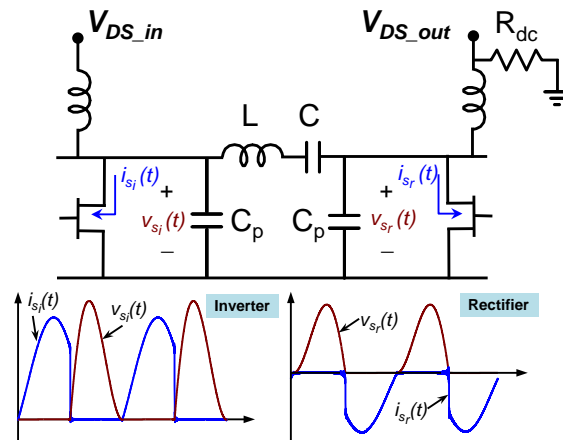 V_DS_in
V_DS_out
R_dc
L
C
i_si(t)
+
v_si(t)
−
C_p
C_p
+
v_sr(t)
−
i_sr(t)
i_si(t)
v_si(t)
Inverter
Rectifier
v_sr(t)
i_sr(t)